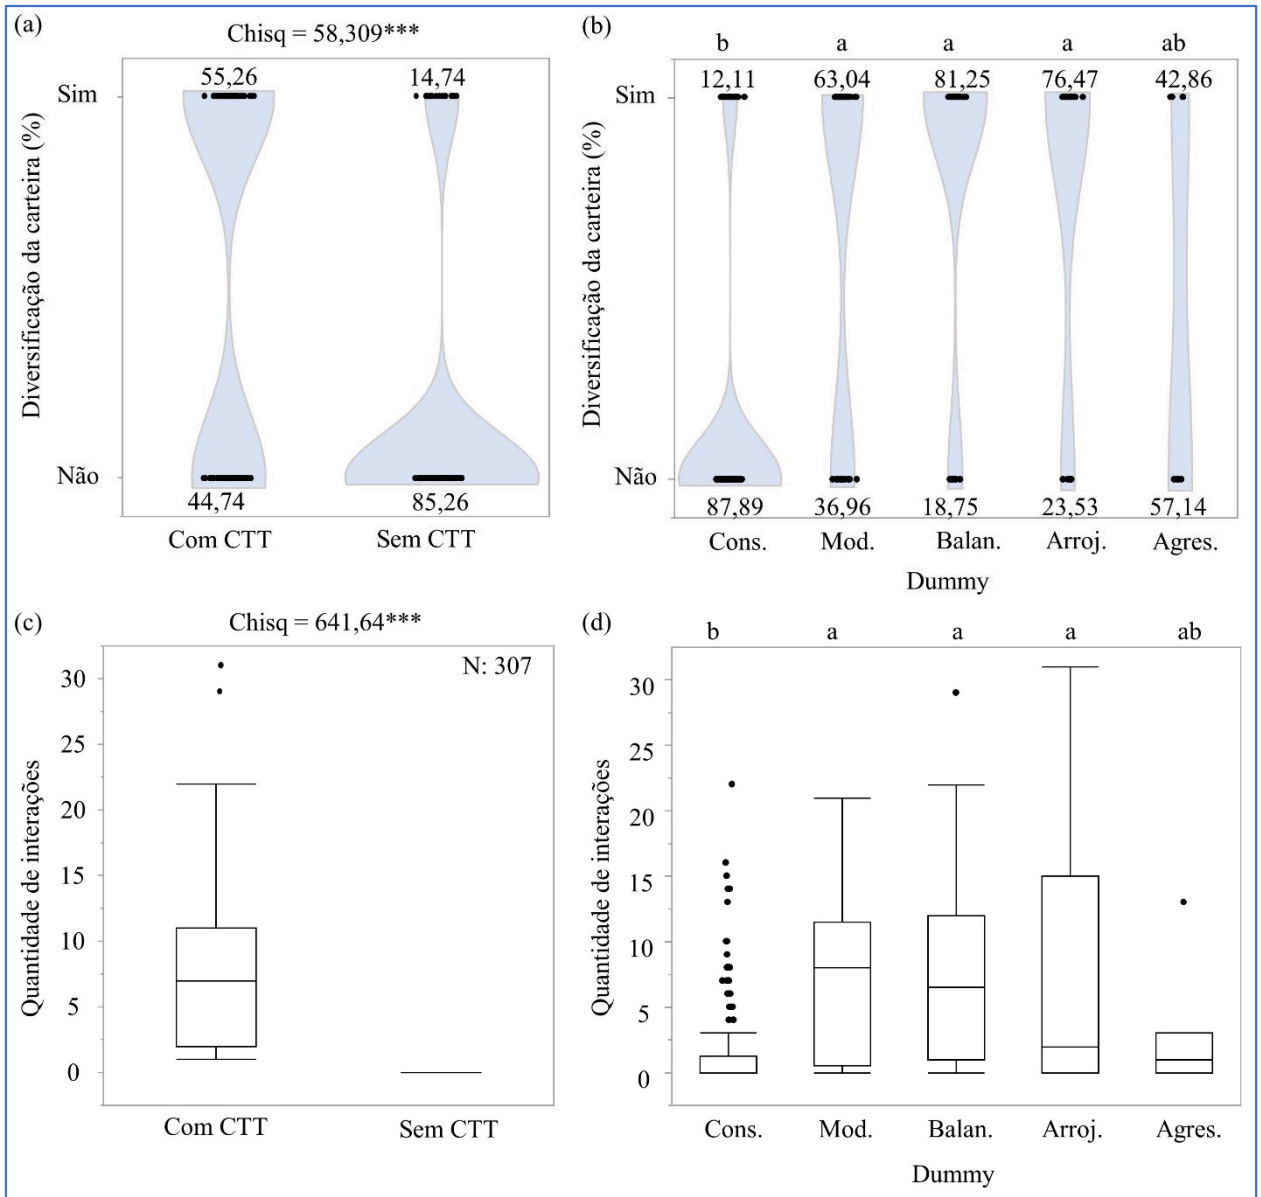 (a)
Chisq = 58,309***
55,26 14,74
Sim
Diversificação da carteira (%)
Não
44,74 85,26
Com CTT Sem CTT
(b)
b a a a ab
12,11 63,04 81,25 76,47 42,86
Sim
Diversificação da carteira (%)
Não
87,89 36,96 18,75 23,53 57,14
Cons. Mod. Balan. Arroj. Agres.
Dummy
(c)
Chisq = 641,64***
N: 307
30
25
20
15
10
5
0
Quantidade de interações
Com CTT Sem CTT
(d)
b a a a ab
30
25
20
15
10
5
0
Quantidade de interações
Cons. Mod. Balan. Arroj. Agres.
Dummy